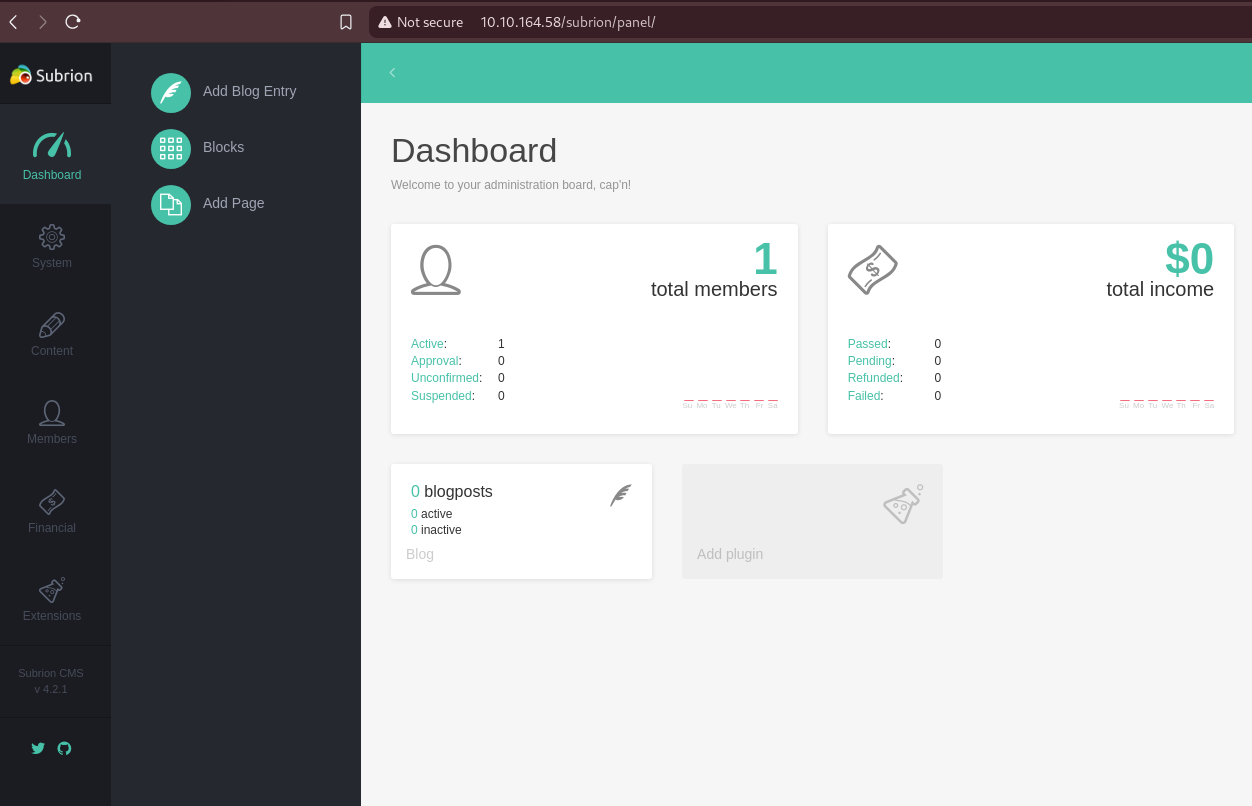 Not secure 10.10.164.58/subrion/panel/
Subrion
Dashboard
System
Content
Members
Financial
Extensions
Subrion CMS
v 4.2.1
Add Blog Entry
Blocks
Add Page
Dashboard
Welcome to your administration board, cap'n!
1
total members
Active: 1
Approval: 0
Unconfirmed: 0
Suspended: 0
Su Mo Tu We Th Fr Sa
$0
total income
Passed: 0
Pending: 0
Refunded: 0
Failed: 0
Su Mo Tu We Th Fr Sa
0 blogposts
0 active
0 inactive
Blog
Add plugin